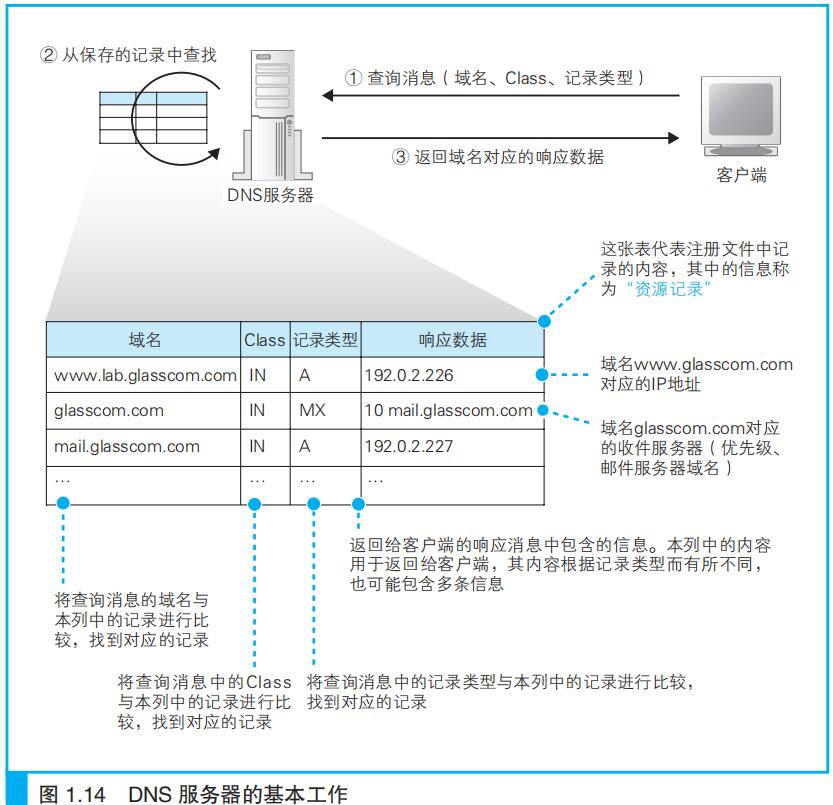 ② 从保存的记录中查找
① 查询消息（域名、Class、记录类型）
③ 返回域名对应的响应数据
DNS服务器
客户端
这张表代表注册文件中记
录的内容，其中的信息称
为“资源记录”
域名 Class 记录类型 响应数据
www.lab.glasscom.com IN A 192.0.2.226
glasscom.com IN MX 10 mail.glasscom.com
mail.glasscom.com IN A 192.0.2.227
… … … …
域名www.glasscom.com
对应的IP地址
域名glasscom.com对应
的收件服务器（优先级、
邮件服务器域名）
返回给客户端的响应消息中包含的信息。本列中的内容
用于返回给客户端，其内容根据记录类型而有所不同，
也可能包含多条信息
将查询消息的域名与
本列中的记录进行比
较，找到对应的记录
将查询消息中的Class
与本列中的记录进行比
较，找到对应的记录
将查询消息中的记录类型与本列中的记录进行比较，
找到对应的记录
图 1.14 DNS 服务器的基本工作